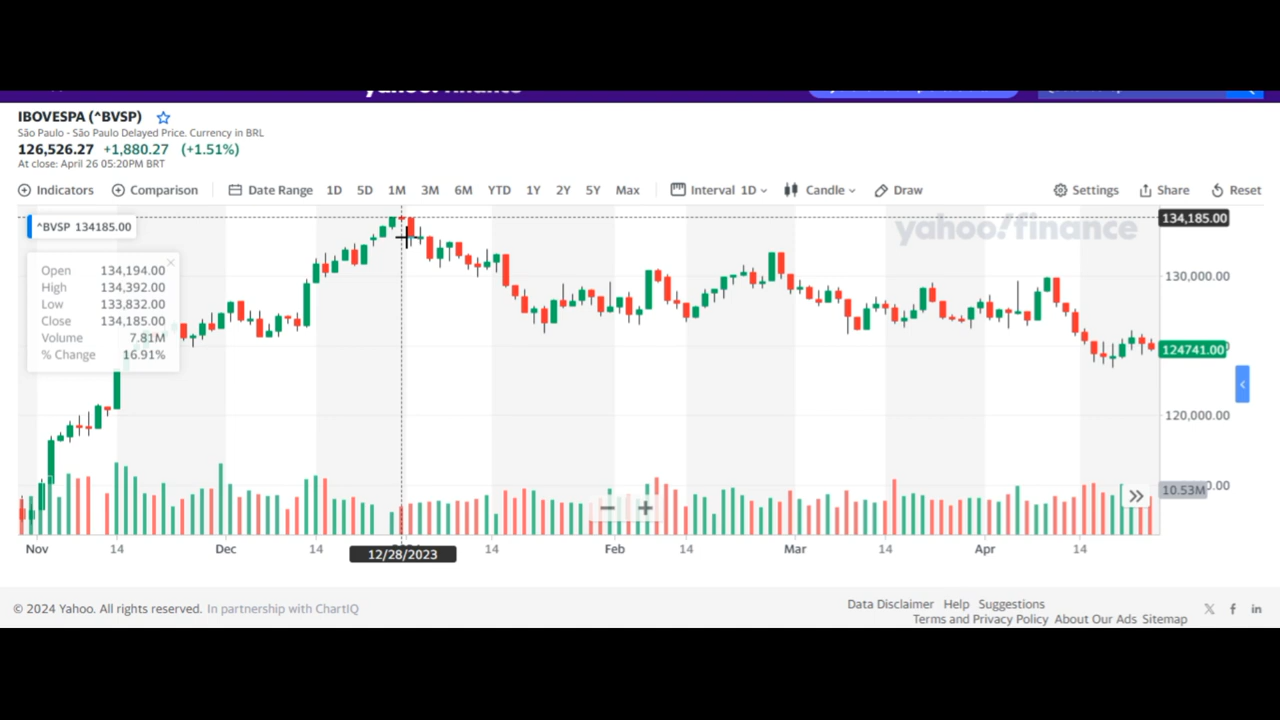 IBOVESPA (^BVSP)
São Paulo - São Paulo Delayed Price. Currency in BRL
126,526.27 +1,880.27 (+1.51%)
At close: April 26 05:20PM BRT
Indicators Comparison Date Range 1D 5D 1M 3M 6M YTD 1Y 2Y 5Y Max Interval 1D Candle Draw Settings Share Reset
^BVSP 134185.00
134,185.00
yahoo!finance
Open 134,194.00
High 134,392.00
Low 133,832.00
Close 134,185.00
Volume 7.81M
% Change 16.91%
130,000.00
124741.00
120,000.00
10.53M
Nov 14 Dec 14 12/28/2023 14 Feb 14 Mar 14 Apr 14
© 2024 Yahoo. All rights reserved. In partnership with ChartIQ
Data Disclaimer Help Suggestions
Terms and Privacy Policy About Our Ads Sitemap